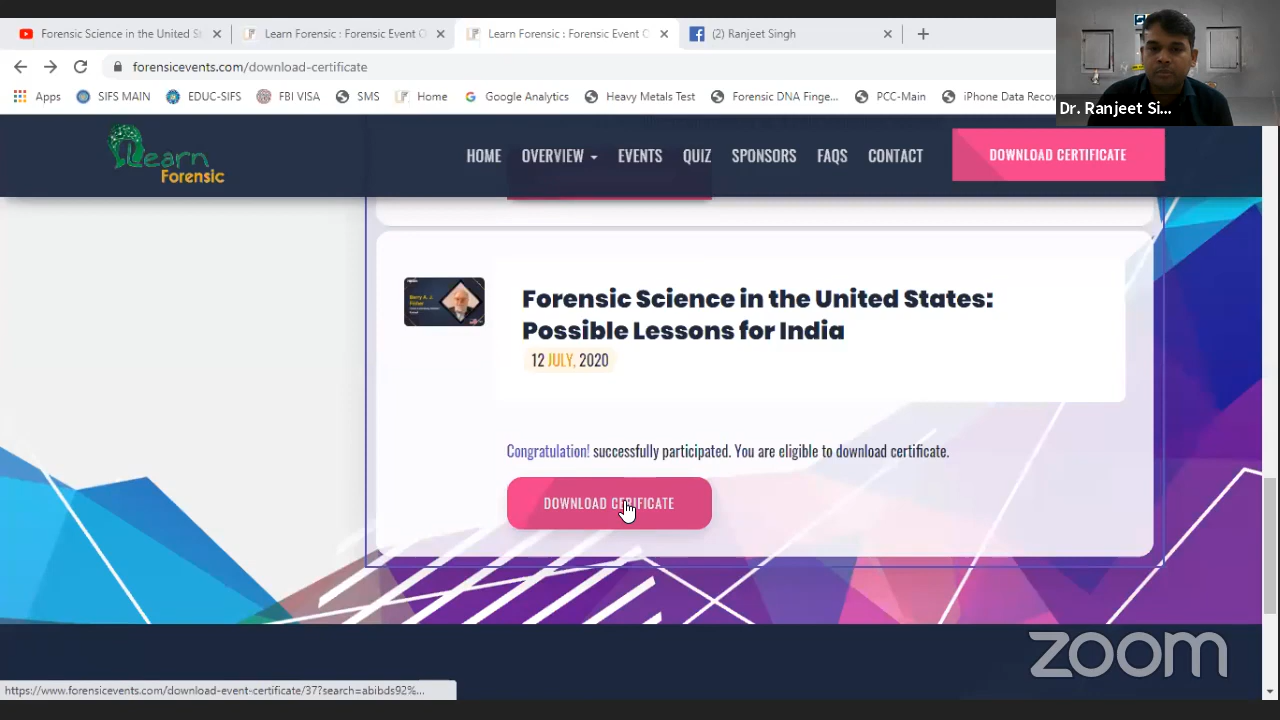 Forensic Science in the United S
Learn Forensic : Forensic Event O
Learn Forensic : Forensic Event O
(2) Ranjeet Singh
forensicevents.com/download-certificate
Apps
SIFS MAIN
EDUC-SIFS
FBI VISA
SMS
Home
Google Analytics
Heavy Metals Test
Forensic DNA Finge...
PCC-Main
iPhone Data Recov
Dr. Ranjeet Si...
Learn
Forensic
HOME
OVERVIEW
EVENTS
QUIZ
SPONSORS
FAQS
CONTACT
DOWNLOAD CERTIFICATE
Forensic Science in the United States:
Possible Lessons for India
12 JULY, 2020
Congratulation! successfully participated. You are eligible to download certificate.
DOWNLOAD CERIFICATE
zoom
https://www.forensicevents.com/download-event-certificate/37?search=abibds92%...